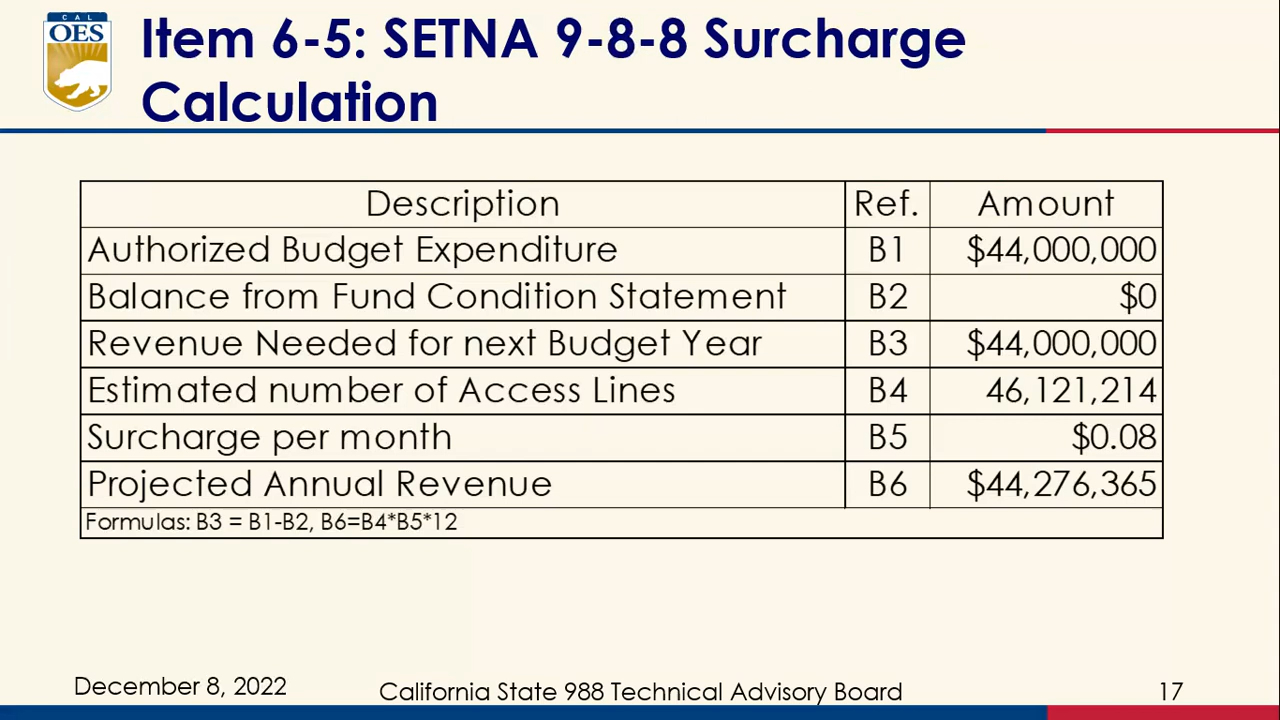 CAL
OES
Item 6-5: SETNA 9-8-8 Surcharge
Calculation
Description Ref. Amount
Authorized Budget Expenditure B1 $44,000,000
Balance from Fund Condition Statement B2 $0
Revenue Needed for next Budget Year B3 $44,000,000
Estimated number of Access Lines B4 46,121,214
Surcharge per month B5 $0.08
Projected Annual Revenue B6 $44,276,365
Formulas: B3 = B1-B2, B6=B4*B5*12
December 8, 2022 California State 988 Technical Advisory Board 17